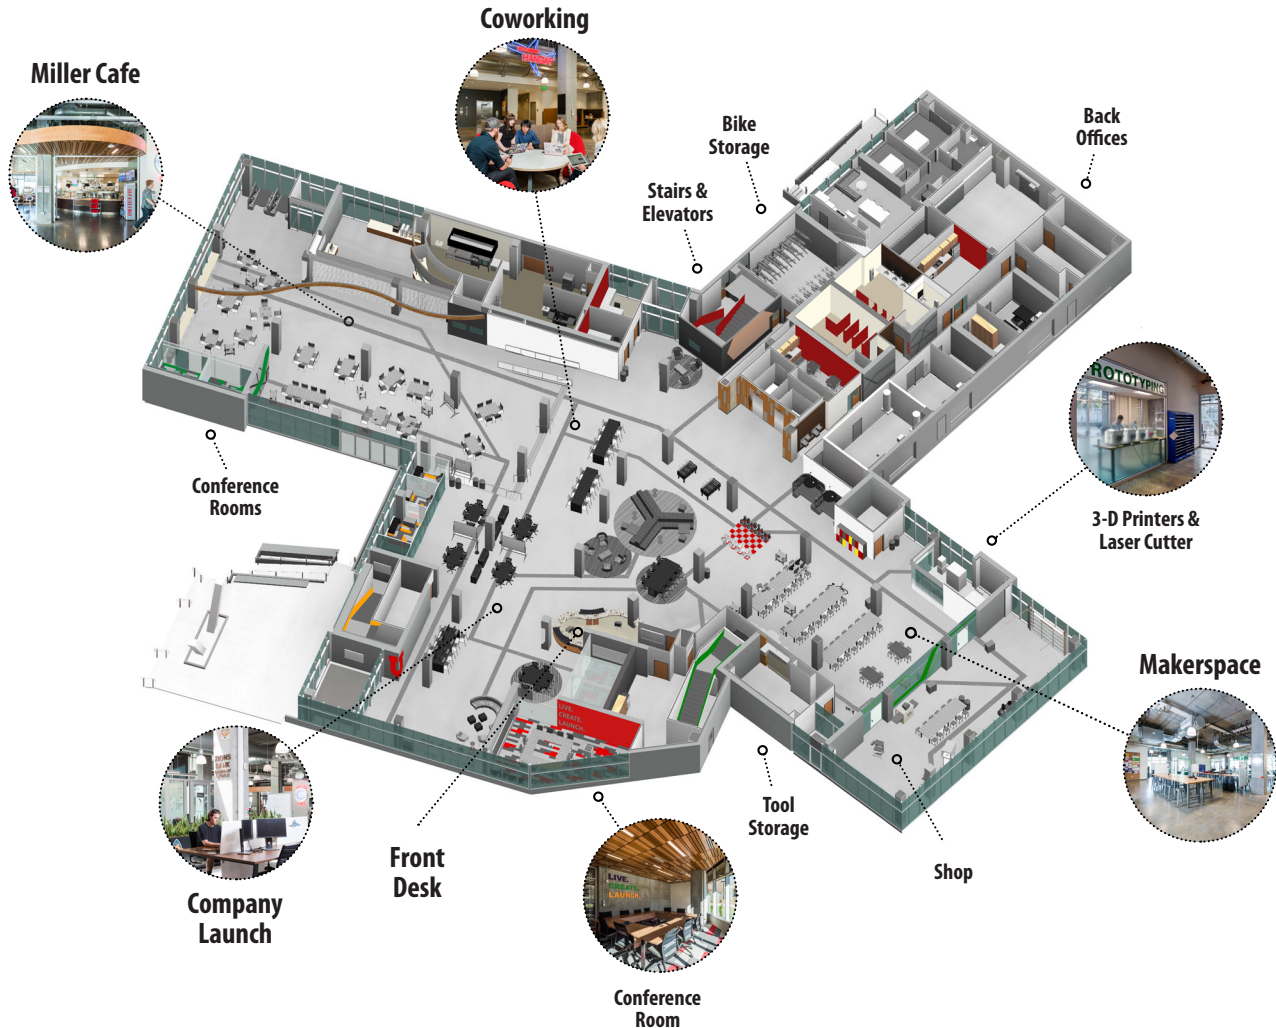 Coworking
Miller Cafe
Bike
Storage
Back
Offices
Stairs &
Elevators
ROTOTYPING
Conference
Rooms
3-D Printers &
Laser Cutter
Makerspace
LIVE.
CREATE.
LAUNCH.
Tool
Storage
Front
Desk
Shop
Company
Launch
LIVE.
CREATE.
LAUNCH.
Conference
Room